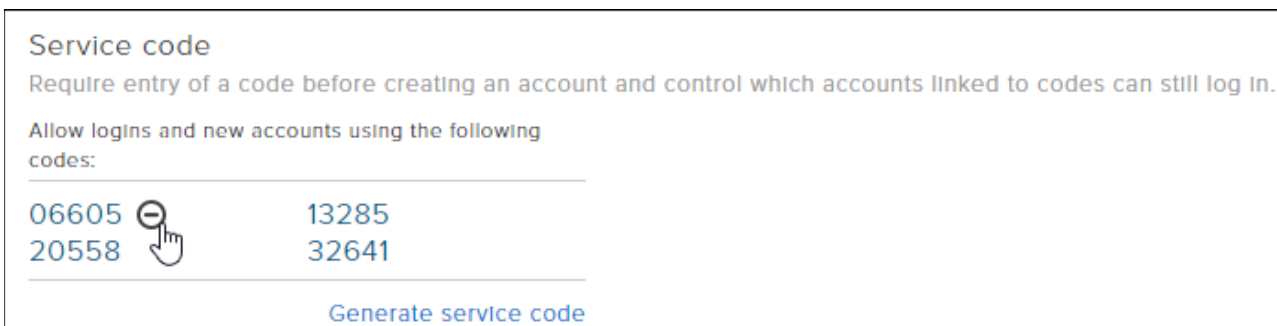 Service code
Require entry of a code before creating an account and control which accounts linked to codes can still log in.
Allow logins and new accounts using the following
codes:
06605 13285
20558 32641
Generate service code